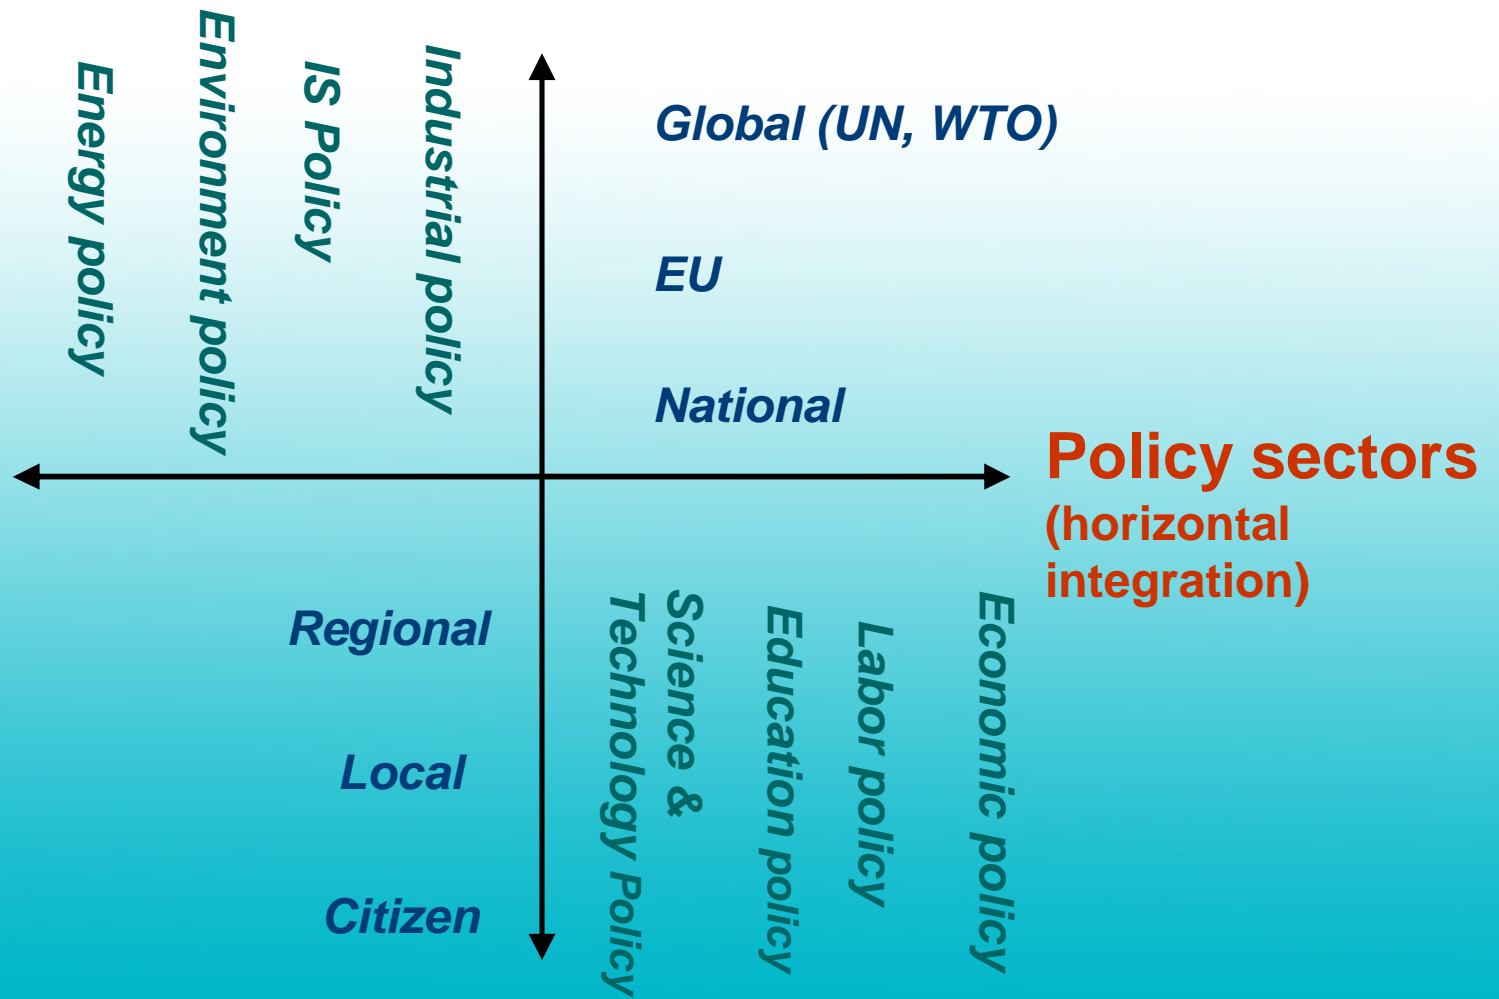 Energy policy
Environment policy
IS Policy
Industrial policy
Global (UN, WTO)
EU
National
Policy sectors
(horizontal
integration)
Regional
Local
Citizen
Science &
Technology Policy
Education policy
Labor policy
Economic policy